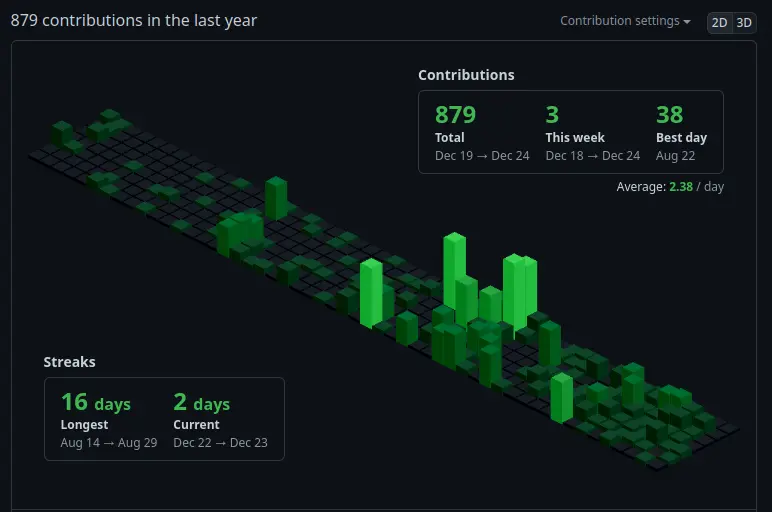 879 contributions in the last year
Contribution settings
2D 3D
Contributions
879 3 38
Total This week Best day
Dec 19 → Dec 24 Dec 18 → Dec 24 Aug 22
Average: 2.38 / day
Streaks
16 days 2 days
Longest Current
Aug 14 → Aug 29 Dec 22 → Dec 23